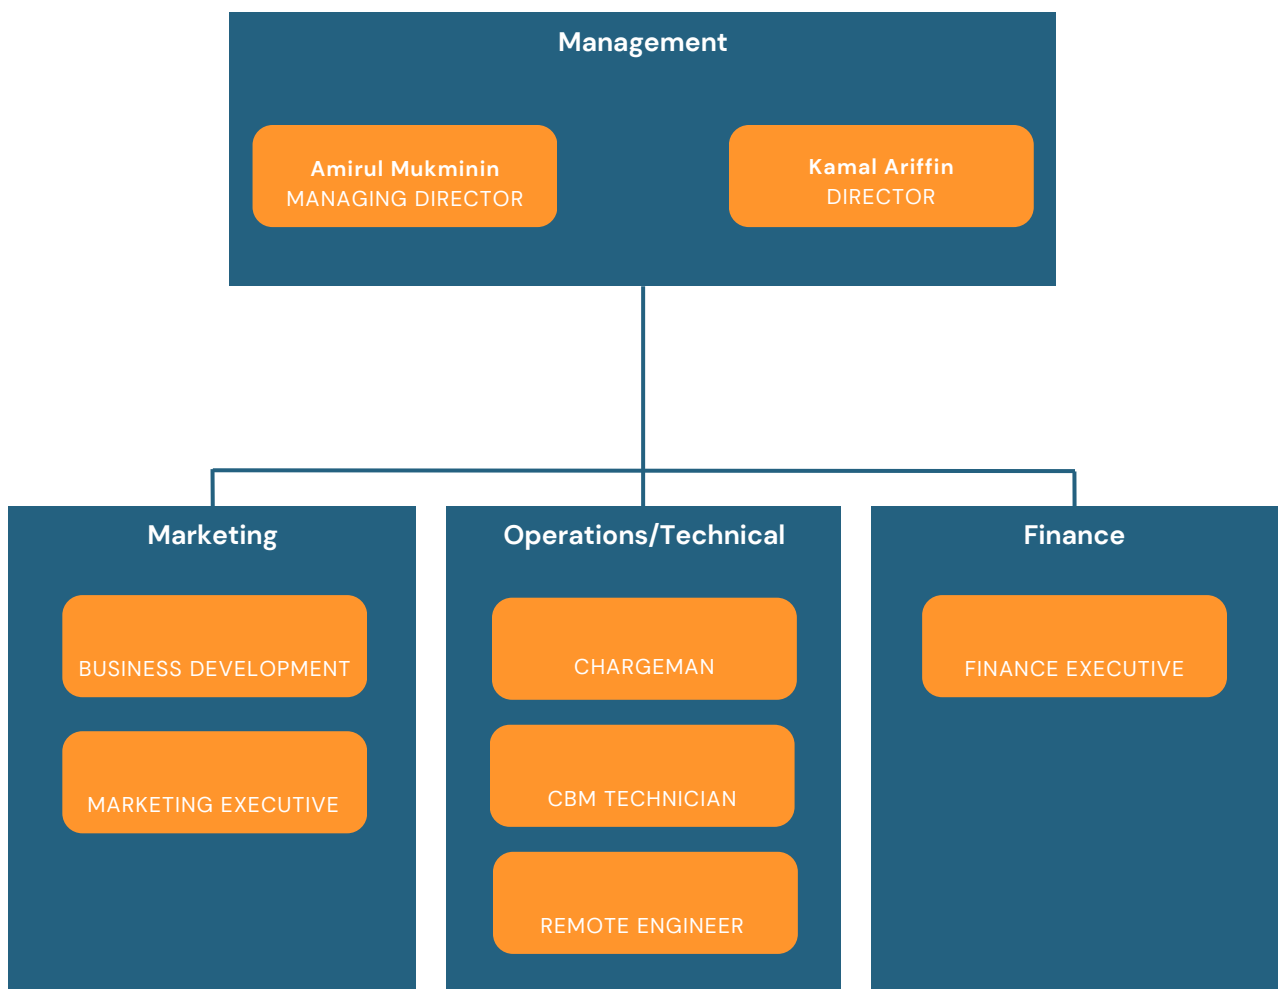 Management
Amirul Mukminin
MANAGING DIRECTOR
Kamal Ariffin
DIRECTOR
Marketing
BUSINESS DEVELOPMENT
MARKETING EXECUTIVE
Operations/Technical
CHARGEMAN
CBM TECHNICIAN
REMOTE ENGINEER
Finance
FINANCE EXECUTIVE